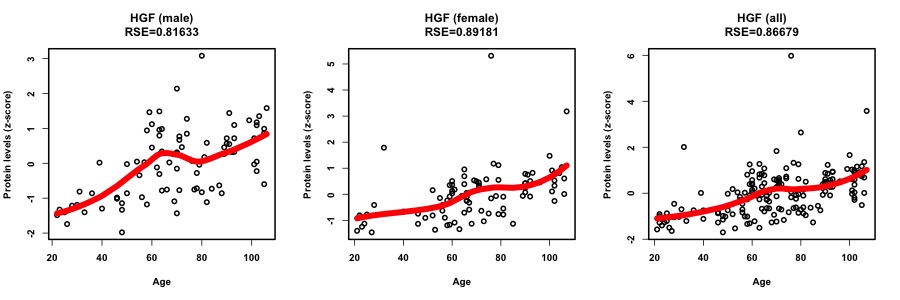 HGF (male)
RSE=0.81633
Protein levels (z-score)
3
2
1
0
-1
-2
20 40 60 80 100
Age
HGF (female)
RSE=0.89181
Protein levels (z-score)
5
4
3
2
1
0
-1
20 40 60 80 100
Age
HGF (all)
RSE=0.86679
Protein levels (z-score)
6
4
2
0
-2
20 40 60 80 100
Age